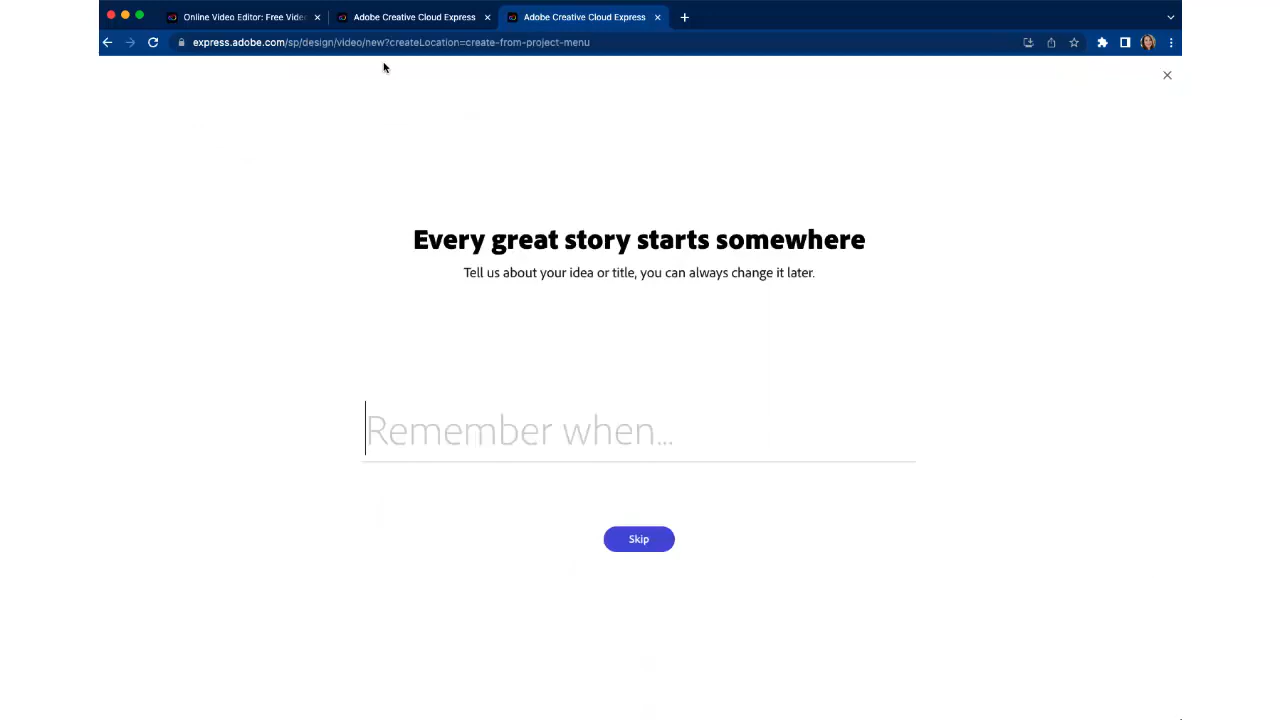 Online Video Editor: Free Vide
Adobe Creative Cloud Express
Adobe Creative Cloud Express
express.adobe.com/sp/design/video/new?createLocation=create-from-project-menu
Every great story starts somewhere
Tell us about your idea or title, you can always change it later.
Remember when...
Skip